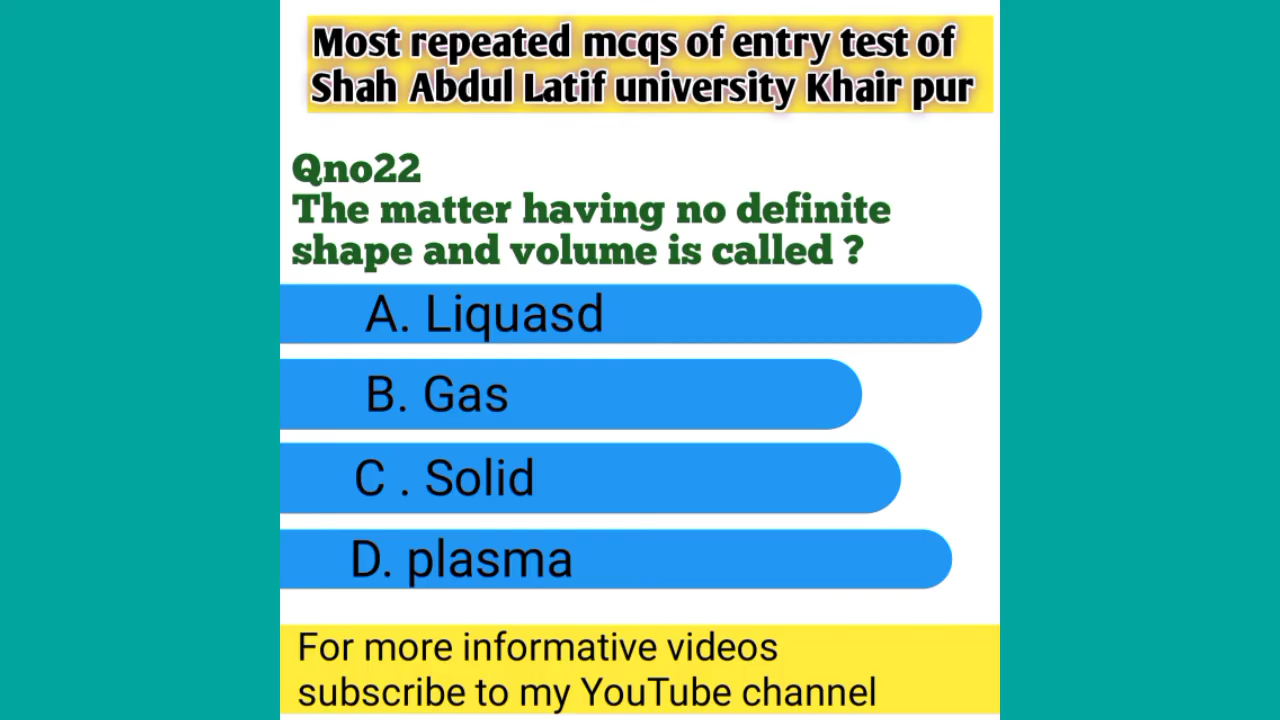 Most repeated mcqs of entry test of
Shah Abdul Latif university Khair pur
Qno22
The matter having no definite
shape and volume is called ?
A. Liquasd
B. Gas
C . Solid
D. plasma
For more informative videos
subscribe to my YouTube channel